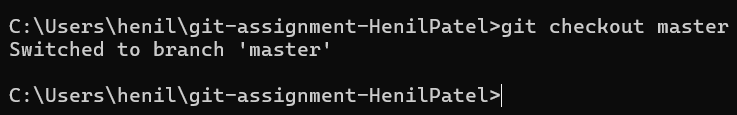 C:\Users\henil\git-assignment-HenilPatel>git checkout master
Switched to branch 'master'
C:\Users\henil\git-assignment-HenilPatel>